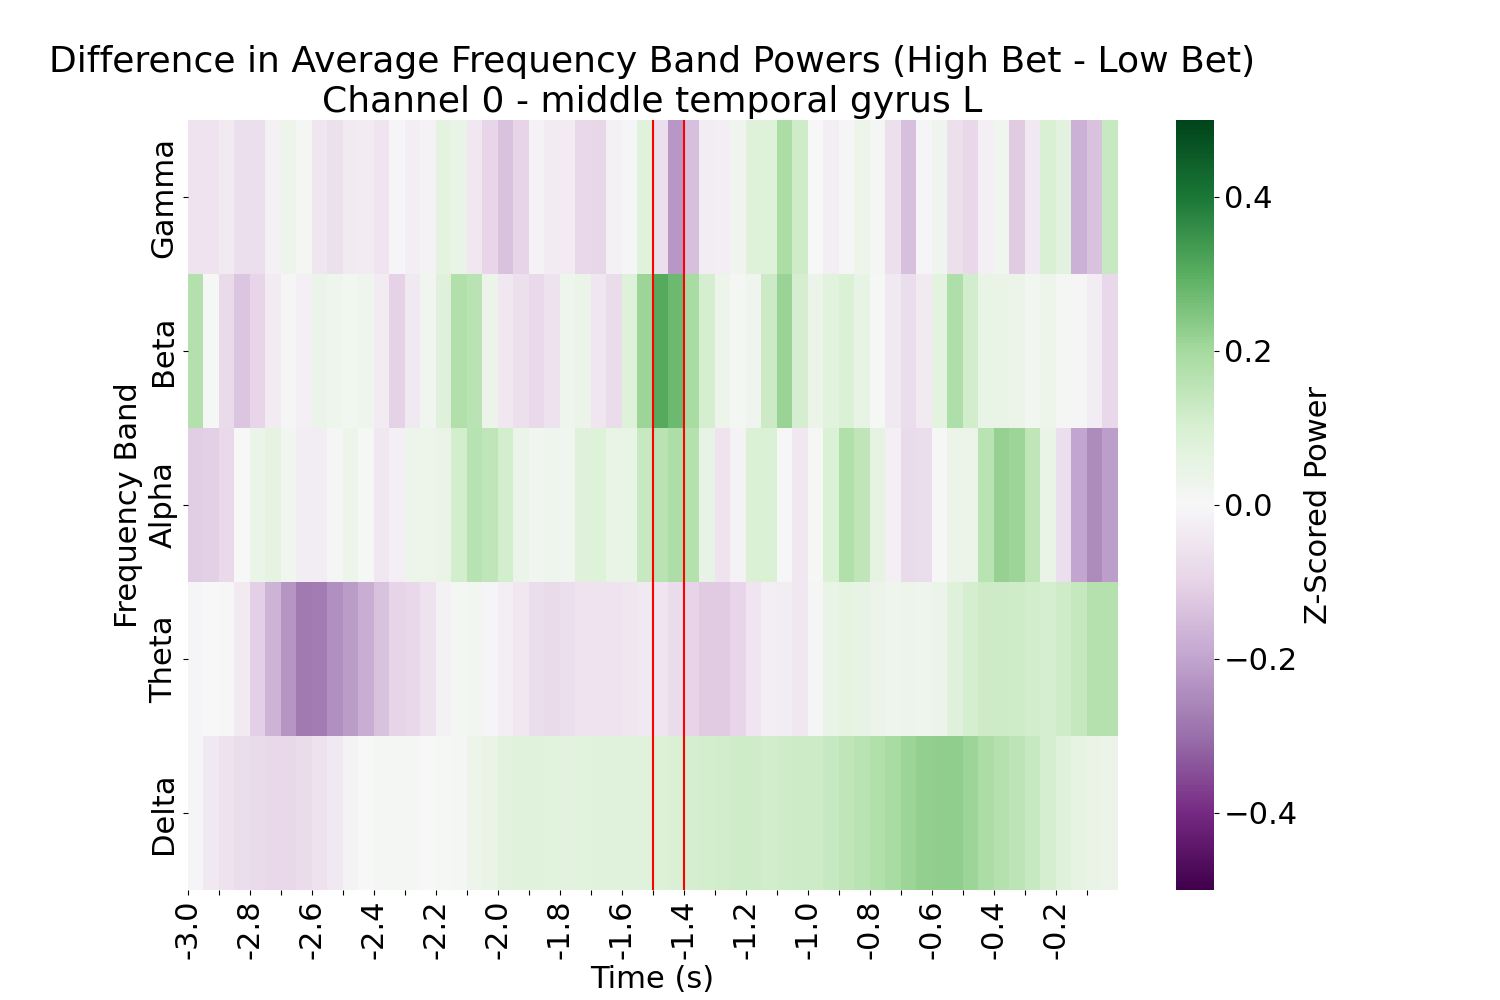 Difference in Average Frequency Band Powers (High Bet - Low Bet)
Channel 0 - middle temporal gyrus L
Frequency Band
Gamma
Beta
Alpha
Theta
Delta
-3.0
-2.8
-2.6
-2.4
-2.2
-2.0
-1.8
-1.6
-1.4
-1.2
-1.0
-0.8
-0.6
-0.4
-0.2
Time (s)
0.4
0.2
0.0
−0.2
−0.4
Z-Scored Power